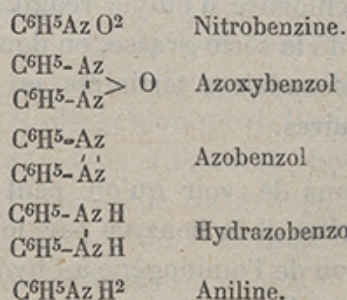 C⁶H⁵Az O² Nitrobenzine.
C⁶H⁵-Az
> O Azoxybenzol
C⁶H⁵-Az
C⁶H⁵-Az
Azobenzol
C⁶H⁵-Az
C⁶H⁵-Az H
Hydrazobenzo
C⁶H⁵-Az H
C⁶H⁵Az H² Aniline.